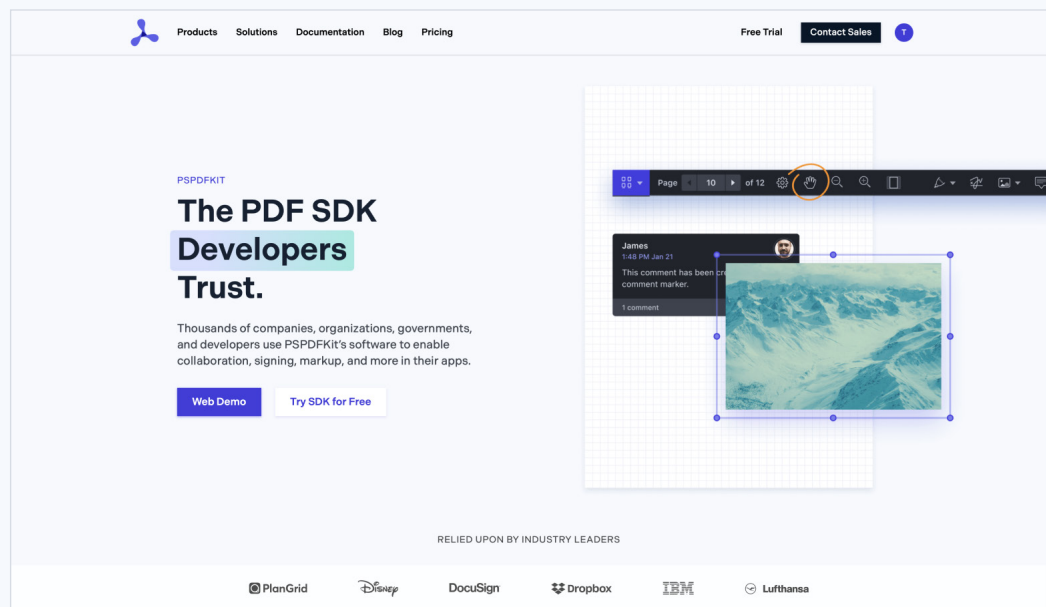 Products Solutions Documentation Blog Pricing Free Trial Contact Sales T
PSPDFKIT
The PDF SDK
Developers
Trust.
Thousands of companies, organizations, governments,
and developers use PSPDFKit's software to enable
collaboration, signing, markup, and more in their apps.
Web Demo Try SDK for Free
Page 10 of 12
James
1:48 PM Jan 21
This comment has been
comment marker.
1 comment
RELIED UPON BY INDUSTRY LEADERS
PlanGrid Disney DocuSign Dropbox IBM Lufthansa